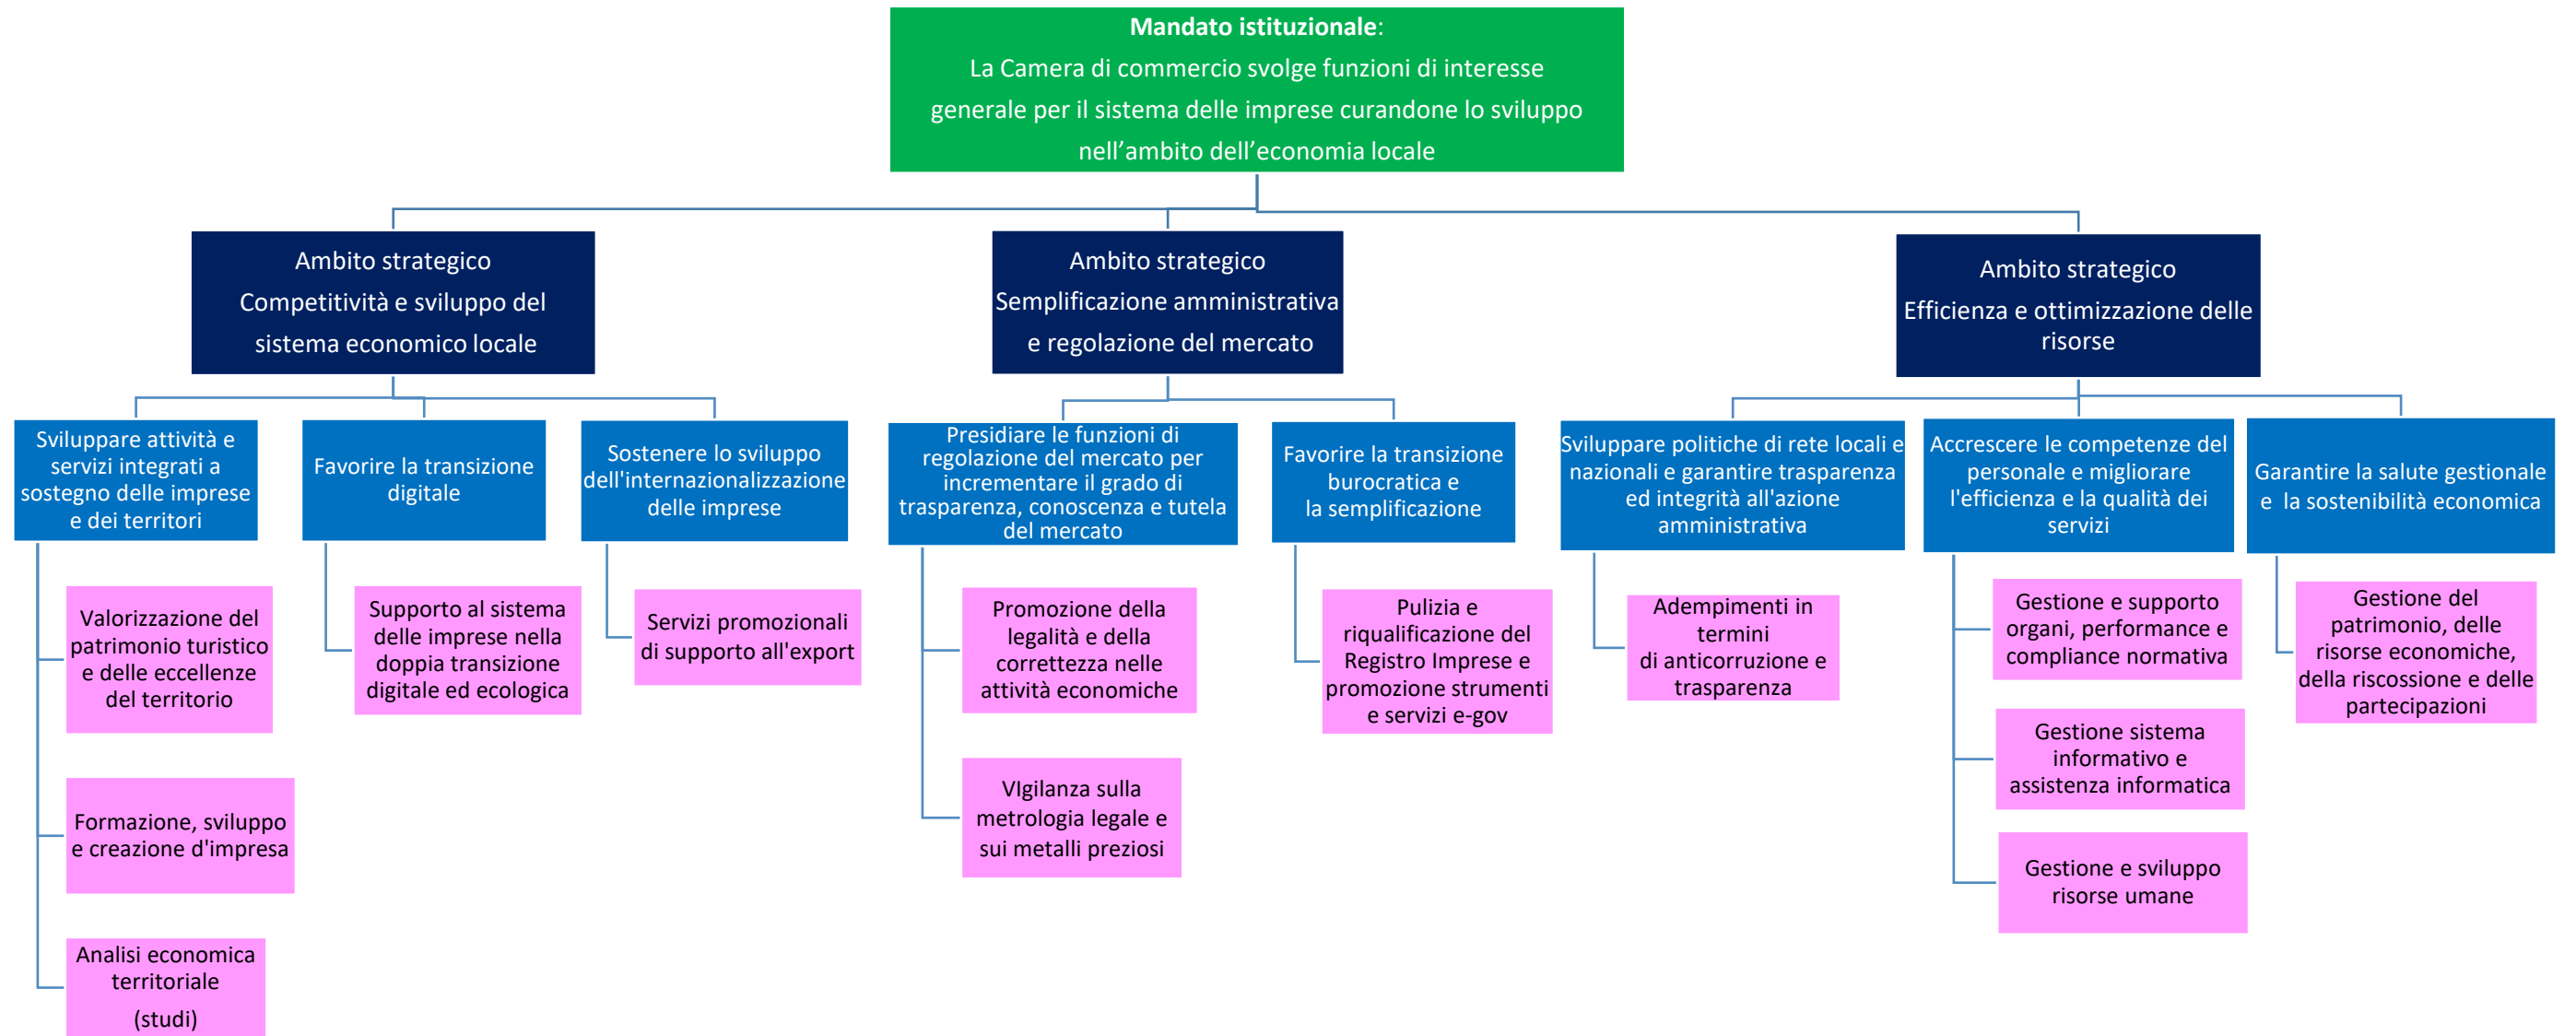 Mandato istituzionale:
La Camera di commercio svolge funzioni di interesse
generale per il sistema delle imprese curandone lo sviluppo
nell’ambito dell’economia locale
Ambito strategico
Competitività e sviluppo del
sistema economico locale
Ambito strategico
Semplificazione amministrativa
e regolazione del mercato
Ambito strategico
Efficienza e ottimizzazione delle
risorse
Sviluppare attività e
servizi integrati a
sostegno delle imprese
e dei territori
Favorire la transizione
digitale
Sostenere lo sviluppo
dell'internazionalizzazione
delle imprese
Presidiare le funzioni di
regolazione del mercato per
incrementare il grado di
trasparenza, conoscenza e tutela
del mercato
Favorire la transizione
burocratica e
la semplificazione
Sviluppare politiche di rete locali e
nazionali e garantire trasparenza
ed integrità all'azione
amministrativa
Accrescere le competenze del
personale e migliorare
l'efficienza e la qualità dei
servizi
Garantire la salute gestionale
e la sostenibilità economica
Valorizzazione del
patrimonio turistico
e delle eccellenze
del territorio
Formazione, sviluppo
e creazione d'impresa
Analisi economica
territoriale
(studi)
Supporto al sistema
delle imprese nella
doppia transizione
digitale ed ecologica
Servizi promozionali
di supporto all'export
Promozione della
legalità e della
correttezza nelle
attività economiche
VIgilanza sulla
metrologia legale e
sui metalli preziosi
Pulizia e
riqualificazione del
Registro Imprese e
promozione strumenti
e servizi e-gov
Adempimenti in
termini
di anticorruzione e
trasparenza
Gestione e supporto
organi, performance e
compliance normativa
Gestione sistema
informativo e
assistenza informatica
Gestione e sviluppo
risorse umane
Gestione del
patrimonio, delle
risorse economiche,
della riscossione e delle
partecipazioni